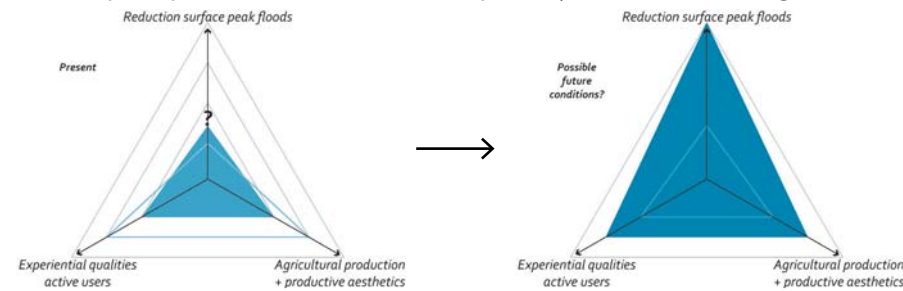 Reduction surface peak floods
Present
?
Experiential qualities
active users
Agricultural production
+ productive aesthetics
Reduction surface peak floods
Possible
future
conditions?
Experiential qualities
active users
Agricultural production
+ productive aesthetics